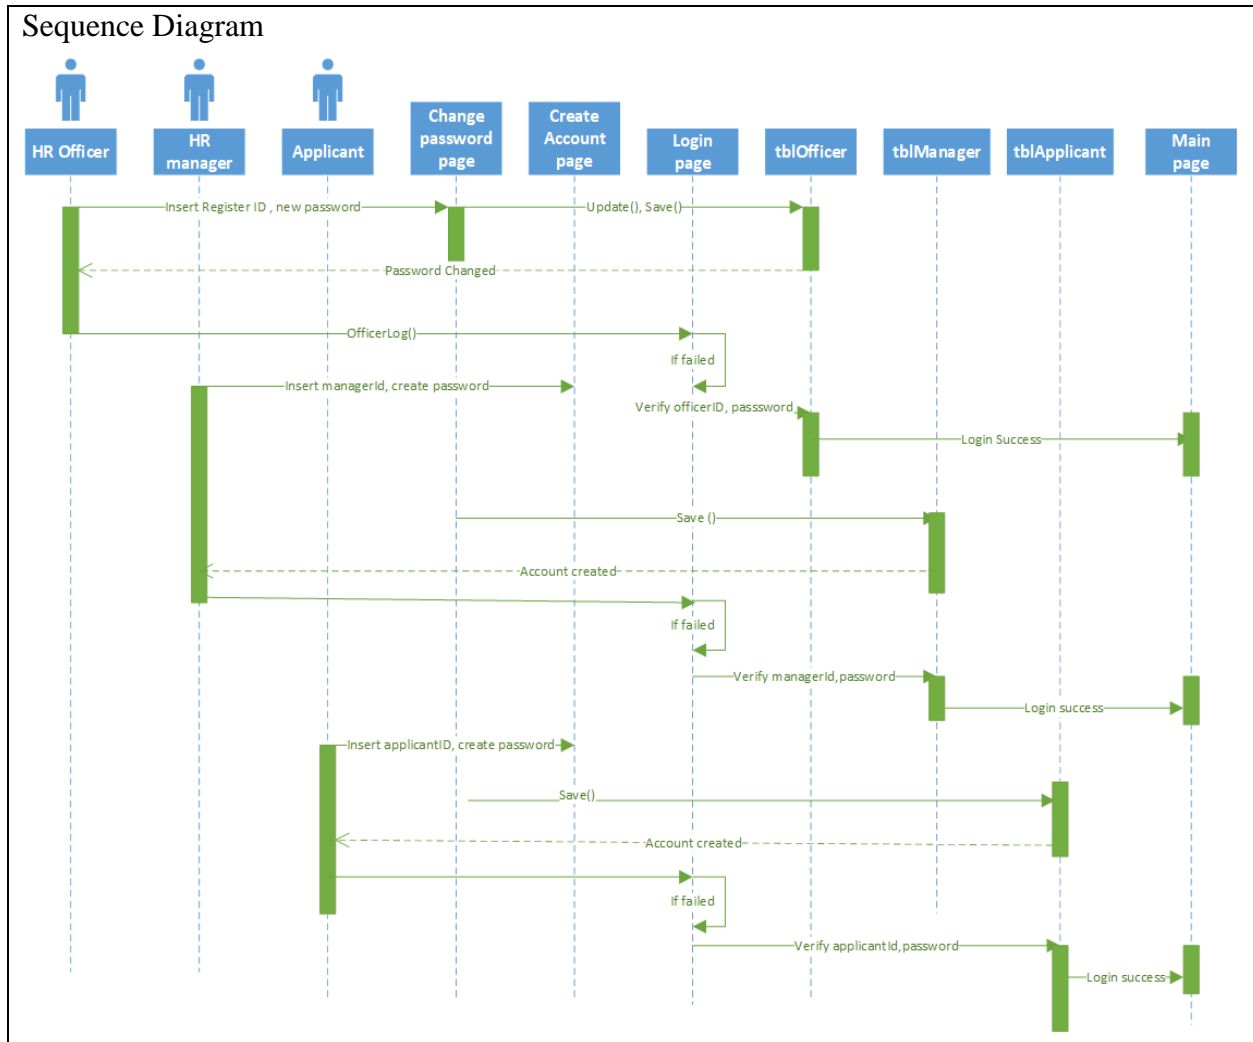 Sequence Diagram
HR Officer
HR
manager
Applicant
Change
password
page
Create
Account
page
Login
page
tblOfficer
tblManager
tblApplicant
Main
page
Insert Register ID , new password
Update(), Save()
Password Changed
OfficerLog()
If failed
Insert managerId, create password
Verify officerID, passsword
Login Success
Save ()
Account created
If failed
Verify managerId,password
Login success
Insert applicantID, create password
Save()
Account created
If failed
Verify applicantId,password
Login success